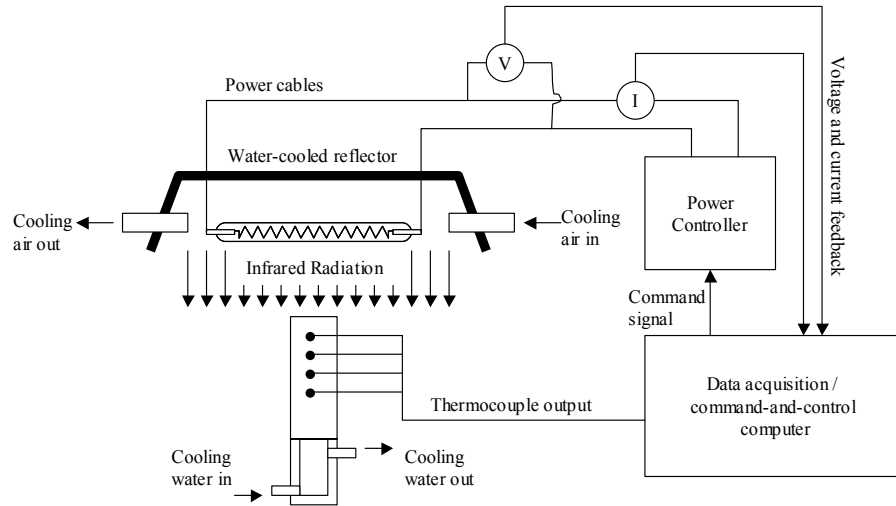 V
Power cables
I
Water-cooled reflector
Voltage and current feedback
Power
Controller
Cooling
air out
Cooling
air in
Infrared Radiation
Command
signal
Data acquisition /
command-and-control
computer
Thermocouple output
Cooling
water in
Cooling
water out